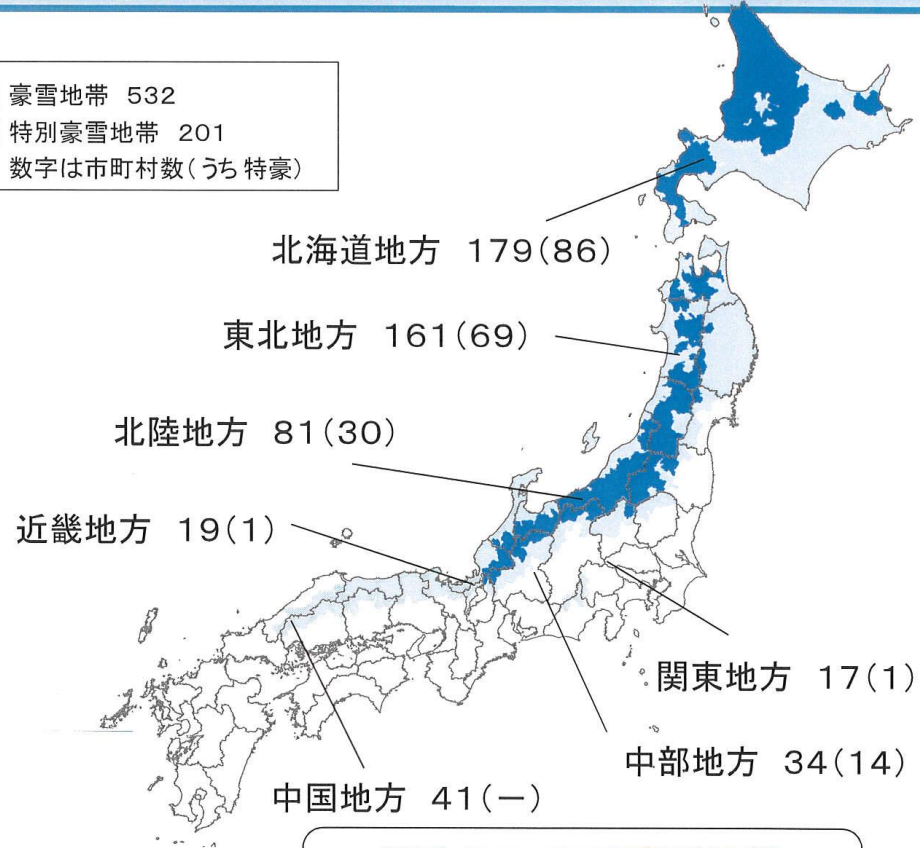 豪雪地帯 532
特別豪雪地帯 201
数字は市町村数(うち特豪)
北海道地方 179(86)
東北地方 161(69)
北陸地方 81(30)
近畿地方 19(1)
関東地方 17(1)
中部地方 34(14)
中国地方 41(−)